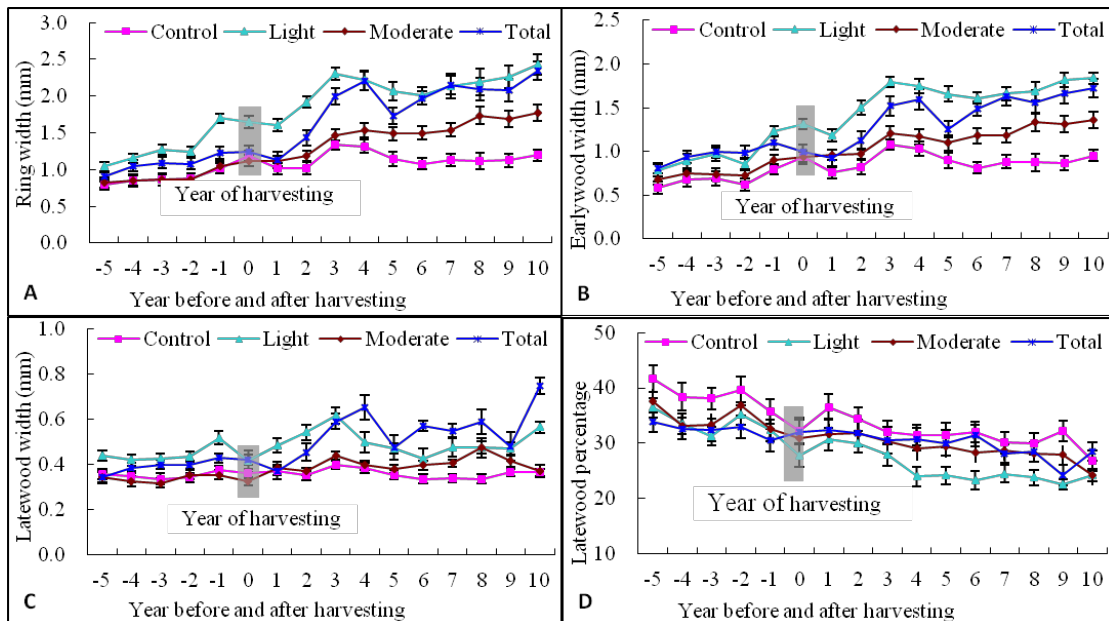 Control Light Moderate Total
Ring width (mm)
3.0
2.5
2.0
1.5
1.0
0.5
0.0
Year of harvesting
-5 -4 -3 -2 -1 0 1 2 3 4 5 6 7 8 9 10
A
Year before and after harvesting
Control Light Moderate Total
Earlywood width (mm)
2.5
2.0
1.5
1.0
0.5
0.0
Year of harvesting
-5 -4 -3 -2 -1 0 1 2 3 4 5 6 7 8 9 10
B
Year before and after harvesting
Control Light Moderate Total
Latewood width (mm)
1.0
0.8
0.6
0.4
0.2
0.0
Year of harvesting
-5 -4 -3 -2 -1 0 1 2 3 4 5 6 7 8 9 10
C
Year before and after harvesting
Control Light Moderate Total
Latewood percentage
50
40
30
20
10
Year of harvesting
-5 -4 -3 -2 -1 0 1 2 3 4 5 6 7 8 9 10
D
Year before and after harvesting